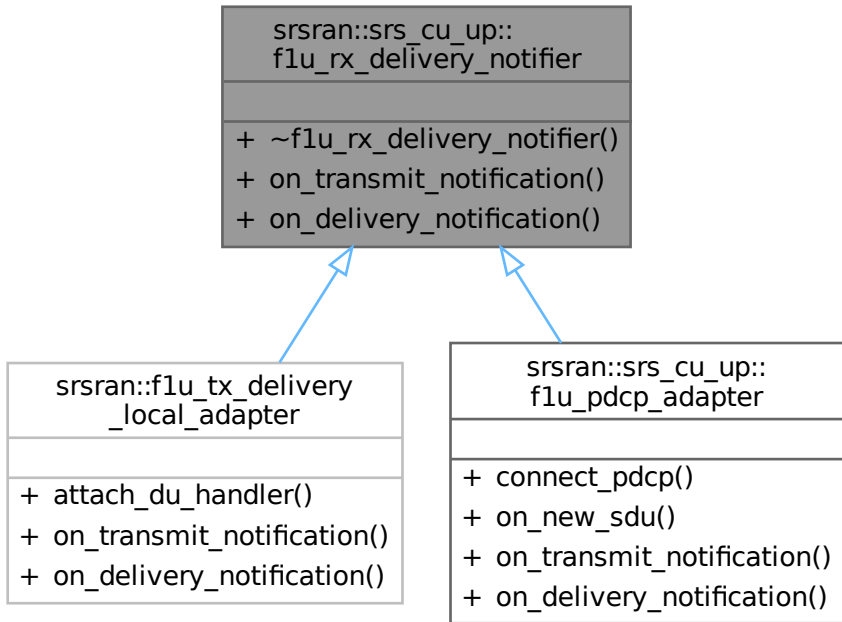 srsran::srs_cu_up::
f1u_rx_delivery_notifier
+ ~f1u_rx_delivery_notifier()
+ on_transmit_notification()
+ on_delivery_notification()
srsran::f1u_tx_delivery
_local_adapter
+ attach_du_handler()
+ on_transmit_notification()
+ on_delivery_notification()
srsran::srs_cu_up::
f1u_pdcp_adapter
+ connect_pdcp()
+ on_new_sdu()
+ on_transmit_notification()
+ on_delivery_notification()